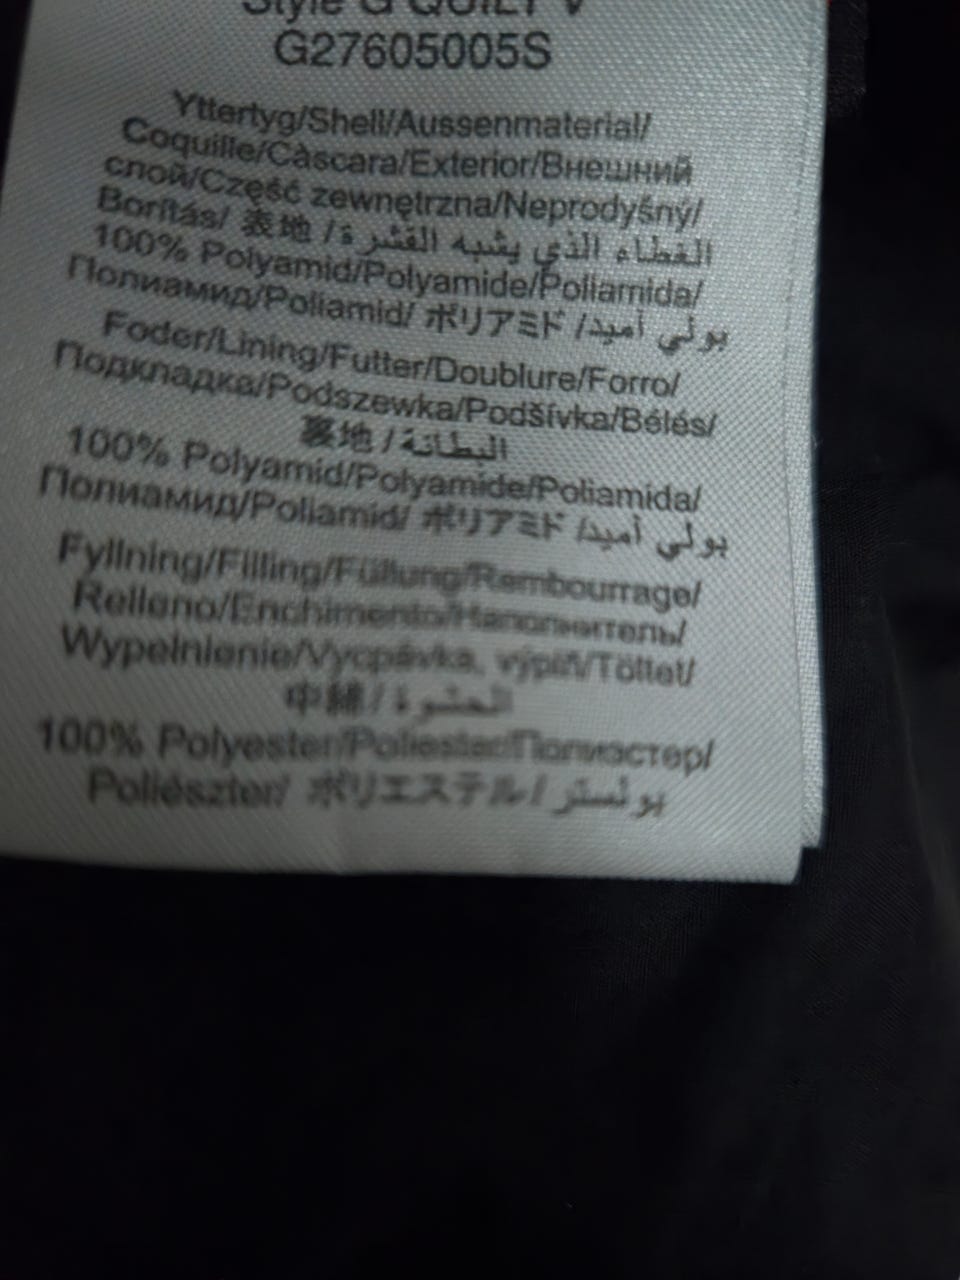 Style G QUILT V
G27605005S
Yttertyg/Shell/Aussenmaterial/
Coquille/Càscara/Exterior/Внешний
слой/Część zewnętrzna/Neprodyšný/
Borítás/ 表地 /الغطاء الذي يشبه القشرة
100% Polyamid/Polyamide/Poliamida/
Полиамид/Poliamid/ ポリアミド /بولي أميد
Foder/Lining/Futter/Doublure/Forro/
Подкладка/Podszewka/Podšívka/Bélés/
裏地 /البطانة
100% Polyamid/Polyamide/Poliamida/
Полиамид/Poliamid/ ポリアミド /بولي أميد
Fyllning/Filling/Füllung/Rembourrage/
Relleno/Enchimento/Наполнитель/
Wypełnienie/Vycpávka, výplň/Töltet/
中綿 /الحشوة
100% Polyester/Poliester/Полиэстер/
Poliészter/ ポリエステル /بولستر